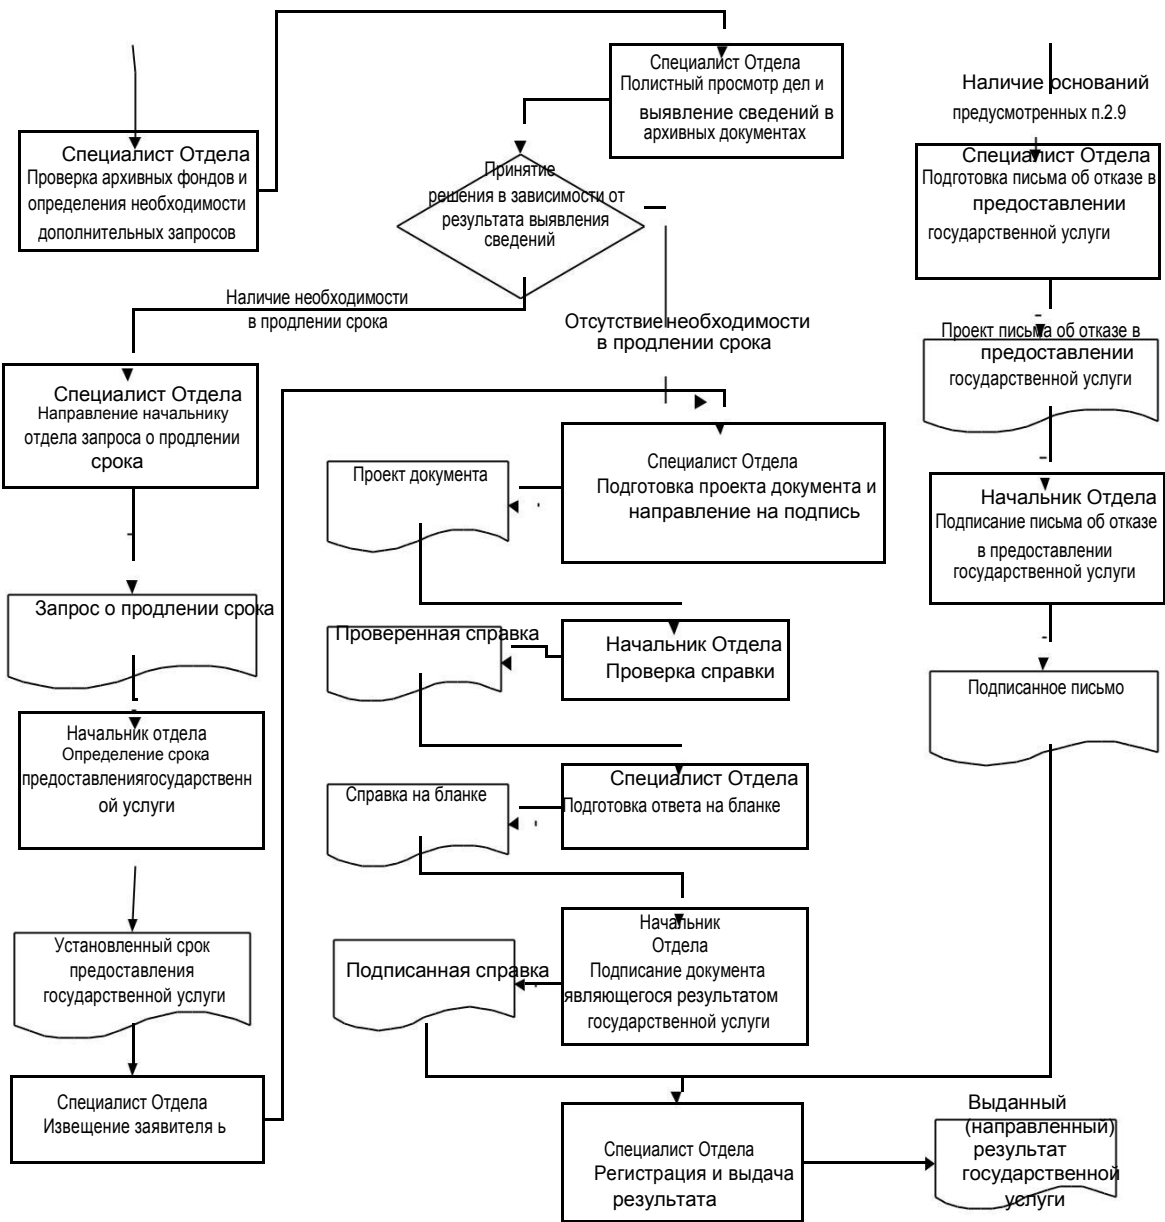 Специалист Отдела
Полистный просмотр дел и
выявление сведений в
архивных документах
Наличие оснований
предусмотренных п.2.9
Специалист Отдела
Проверка архивных фондов и
определения необходимости
дополнительных запросов
Принятие
решения в зависимости от
результата выявления
сведений
Специалист Отдела
Подготовка письма об отказе в
предоставлении
государственной услуги
Наличие необходимости
в продлении срока
Отсутствие необходимости
в продлении срока
Проект письма об отказе в
предоставлении
государственной услуги
Специалист Отдела
Направление начальнику
отдела запроса о продлении
срока
Проект документа
Специалист Отдела
Подготовка проекта документа и
направление на подпись
Начальник Отдела
Подписание письма об отказе
в предоставлении
государственной услуги
Запрос о продлении срока
Проверенная справка
Начальник Отдела
Проверка справки
Подписанное письмо
Начальник отдела
Определение срока
предоставлениягосударственн
ой услуги
Справка на бланке
Специалист Отдела
Подготовка ответа на бланке
Установленный срок
предоставления
государственной услуги
Подписанная справка
Начальник
Отдела
Подписание документа
являющегося результатом
государственной услуги
Специалист Отдела
Извещение заявителя ь
Специалист Отдела
Регистрация и выдача
результата
Выданный
(направленный)
результат
государственной
услуги